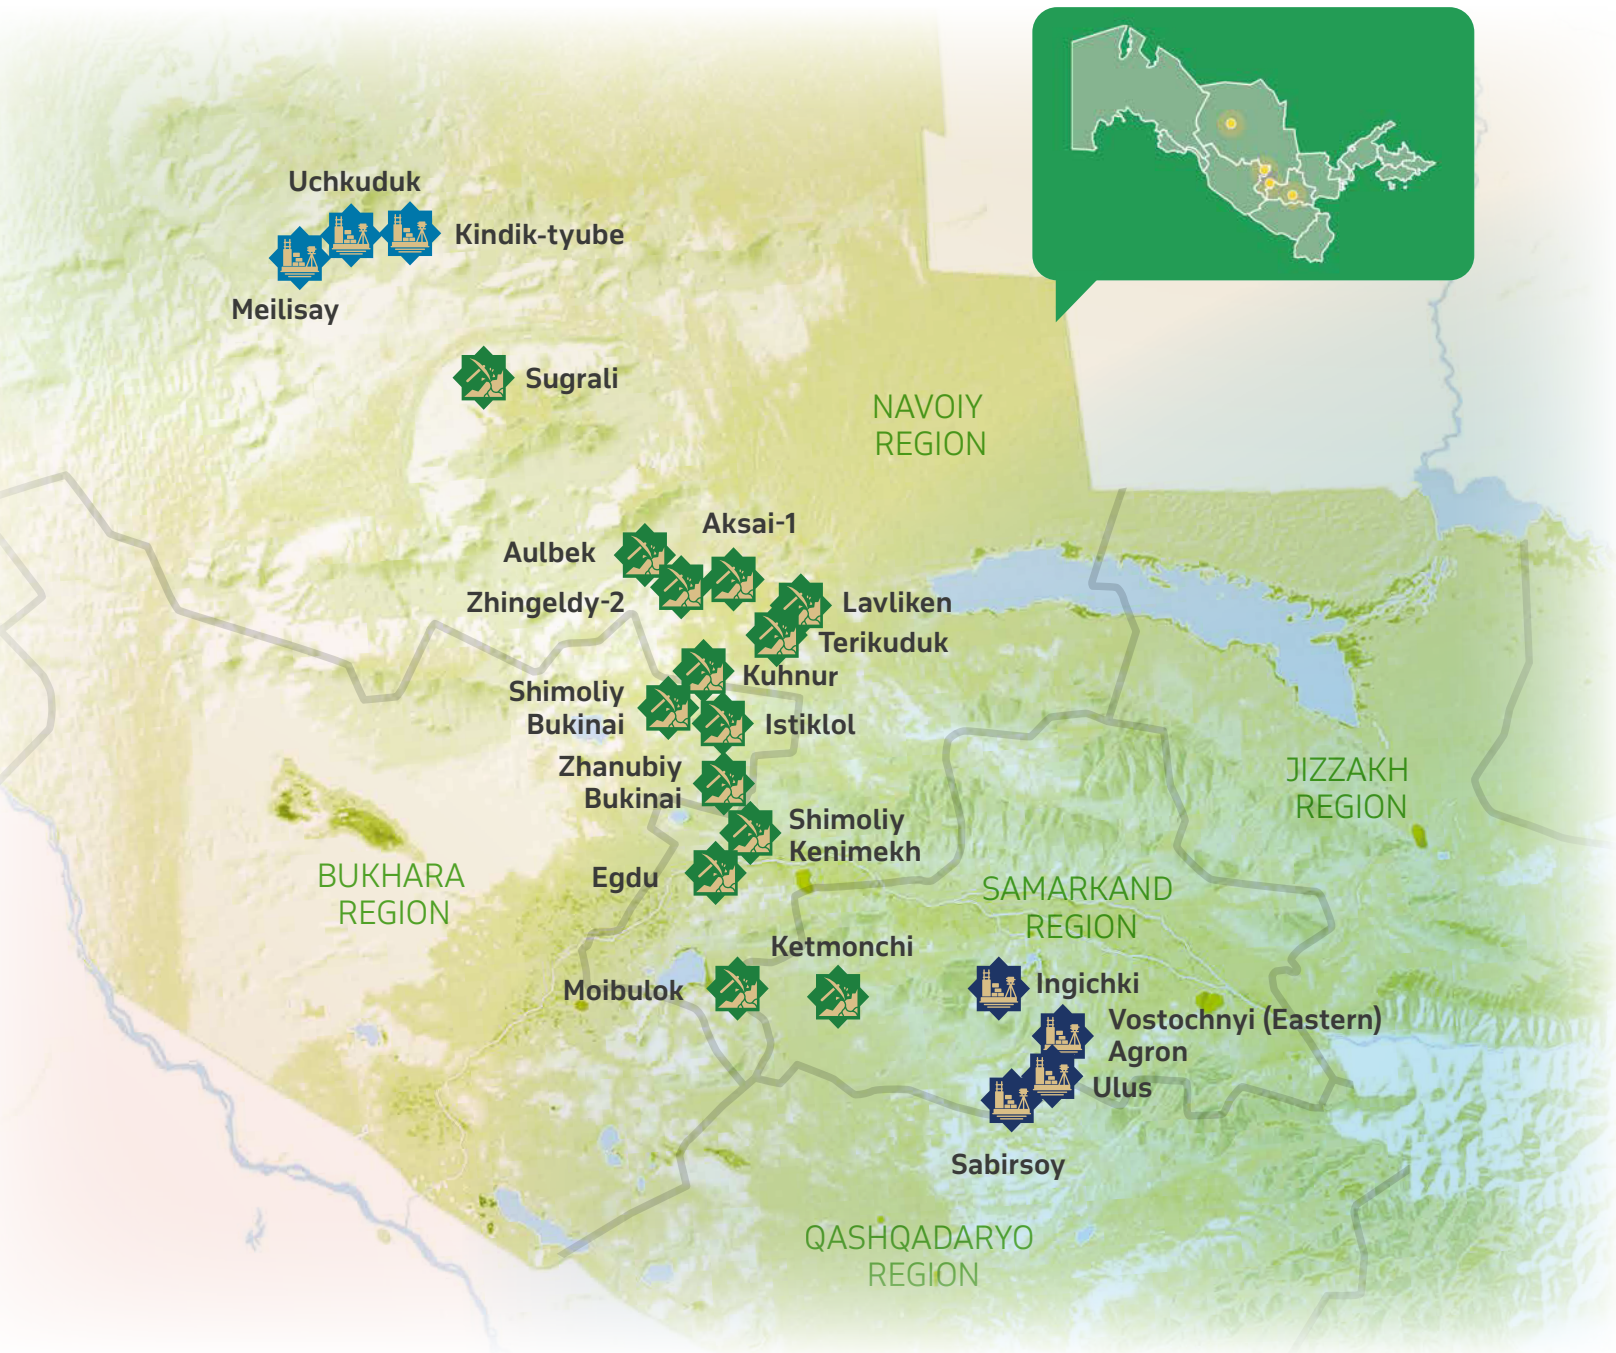 Uchkuduk
Kindik-tyube
Meilisay
Sugrali
NAVOIY
REGION
Aksai-1
Aulbek
Zhingeldy-2
Lavliken
Terikuduk
Kuhnur
Shimoliy
Bukinai
Istiklol
Zhanubiy
Bukinai
JIZZAKH
REGION
Shimoliy
Kenimekh
Egdu
BUKHARA
REGION
SAMARKAND
REGION
Ketmonchi
Moibulok
Ingichki
Vostochnyi (Eastern)
Agron
Ulus
Sabirsoy
QASHQADARYO
REGION